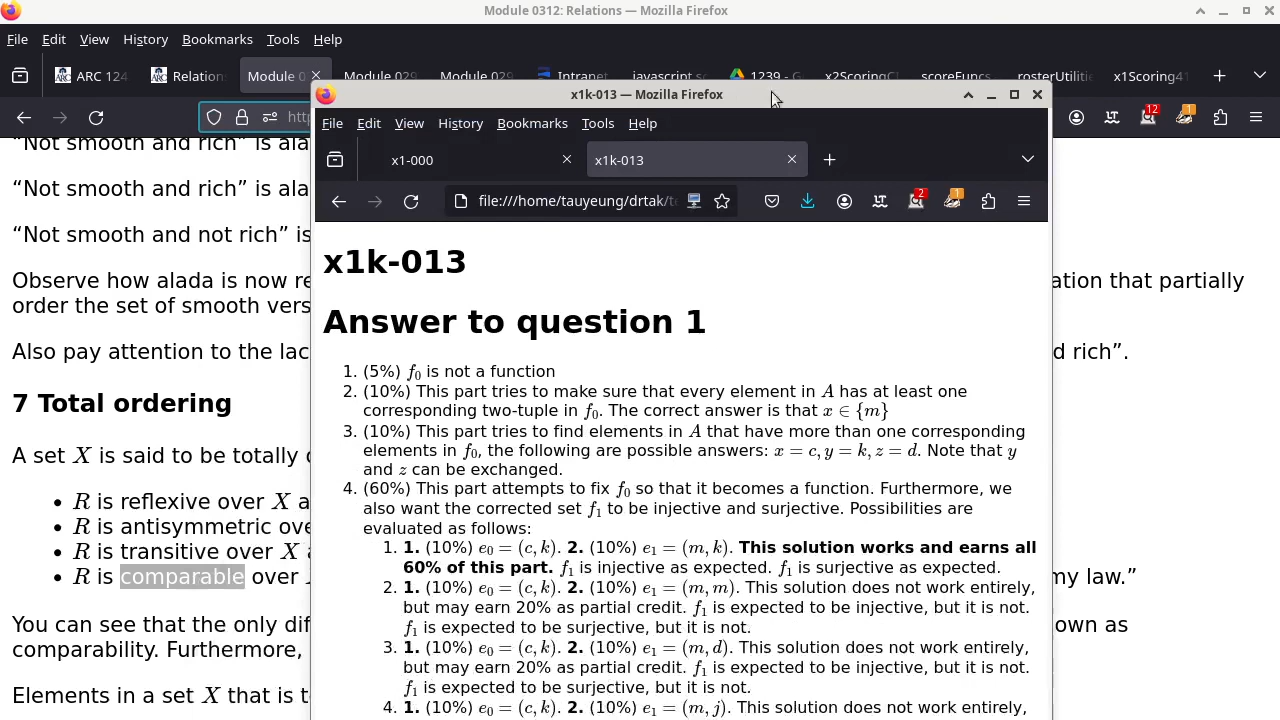 Module 0312: Relations — Mozilla Firefox
File Edit View History Bookmarks Tools Help
ARC 124 Relation Module 0 Module 029 Module 029 Intranet javascript sc 1239 - G x2ScoringCl scoreFuncs rosterUtiliti x1Scoring41
http
12 1
“Not smooth and rich” is alad
“Not smooth and rich” is ala
“Not smooth and not rich” is
Observe how alada is now re ation that partially
order the set of smooth vers
Also pay attention to the lac d rich”.
7 Total ordering
A set X is said to be totally o
• R is reflexive over X a
• R is antisymmetric ove
• R is transitive over X a
• R is comparable over my law.”
You can see that the only dif own as
comparability. Furthermore,
Elements in a set X that is t
x1k-013 — Mozilla Firefox
File Edit View History Bookmarks Tools Help
x1-000 x1k-013
file:///home/tauyeung/drtak/te
2 1
x1k-013
Answer to question 1
1. (5%) f₀ is not a function
2. (10%) This part tries to make sure that every element in A has at least one
corresponding two-tuple in f₀. The correct answer is that x ∈ {m}
3. (10%) This part tries to find elements in A that have more than one corresponding
elements in f₀, the following are possible answers: x = c, y = k, z = d. Note that y
and z can be exchanged.
4. (60%) This part attempts to fix f₀ so that it becomes a function. Furthermore, we
also want the corrected set f₁ to be injective and surjective. Possibilities are
evaluated as follows:
1. 1. (10%) e₀ = (c, k). 2. (10%) e₁ = (m, k). This solution works and earns all
60% of this part. f₁ is injective as expected. f₁ is surjective as expected.
2. 1. (10%) e₀ = (c, k). 2. (10%) e₁ = (m, m). This solution does not work entirely,
but may earn 20% as partial credit. f₁ is expected to be injective, but it is not.
f₁ is expected to be surjective, but it is not.
3. 1. (10%) e₀ = (c, k). 2. (10%) e₁ = (m, d). This solution does not work entirely,
but may earn 20% as partial credit. f₁ is expected to be injective, but it is not.
f₁ is expected to be surjective, but it is not.
4. 1. (10%) e₀ = (c, k). 2. (10%) e₁ = (m, j). This solution does not work entirely,